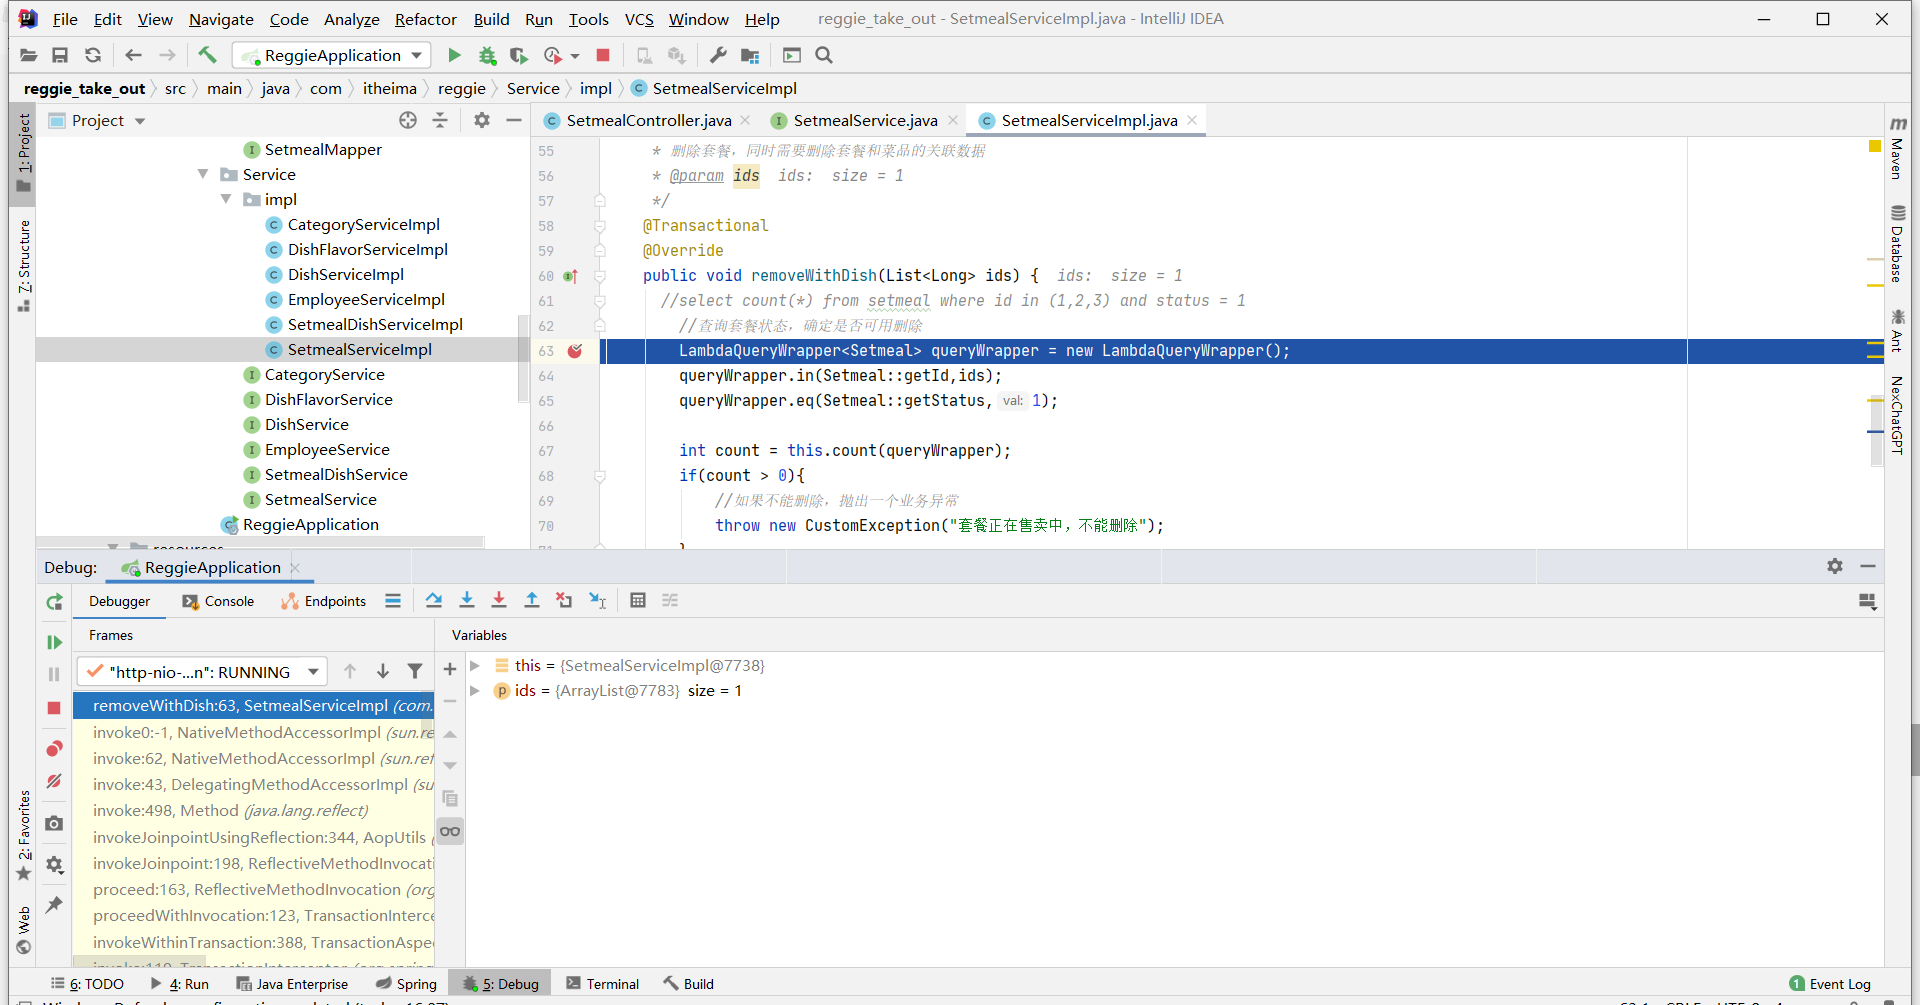 File Edit View Navigate Code Analyze Refactor Build Run Tools VCS Window Help reggie_take_out - SetmealServiceImpl.java - IntelliJ IDEA
ReggieApplication
reggie_take_out src main java com itheima reggie Service impl SetmealServiceImpl
Project
SetmealController.java SetmealService.java SetmealServiceImpl.java
1: Project
7: Structure
2: Favorites
Web
SetmealMapper
Service
impl
CategoryServiceImpl
DishFlavorServiceImpl
DishServiceImpl
EmployeeServiceImpl
SetmealDishServiceImpl
SetmealServiceImpl
CategoryService
DishFlavorService
DishService
EmployeeService
SetmealDishService
SetmealService
ReggieApplication
resources
55 * 删除套餐，同时需要删除套餐和菜品的关联数据
56 * @param ids ids: size = 1
57 */
58 @Transactional
59 @Override
60 public void removeWithDish(List<Long> ids) { ids: size = 1
61 //select count(*) from setmeal where id in (1,2,3) and status = 1
62 //查询套餐状态，确定是否可用删除
63 LambdaQueryWrapper<Setmeal> queryWrapper = new LambdaQueryWrapper();
64 queryWrapper.in(Setmeal::getId,ids);
65 queryWrapper.eq(Setmeal::getStatus, val: 1);
66
67 int count = this.count(queryWrapper);
68 if(count > 0){
69 //如果不能删除，抛出一个业务异常
70 throw new CustomException("套餐正在售卖中，不能删除");
71 }
Maven
Database
Ant
NexChatGPT
Debug: ReggieApplication
Debugger Console Endpoints
Frames
Variables
"http-nio-...n": RUNNING
removeWithDish:63, SetmealServiceImpl (com.
invoke0:-1, NativeMethodAccessorImpl (sun.re
invoke:62, NativeMethodAccessorImpl (sun.ref
invoke:43, DelegatingMethodAccessorImpl (su
invoke:498, Method (java.lang.reflect)
invokeJoinpointUsingReflection:344, AopUtils (
invokeJoinpoint:198, ReflectiveMethodInvocati
proceed:163, ReflectiveMethodInvocation (org
proceedWithInvocation:123, TransactionInterce
invokeWithinTransaction:388, TransactionAspe
invoke:119, TransactionInterceptor (org.spring
this = {SetmealServiceImpl@7738}
ids = {ArrayList@7783} size = 1
6: TODO 4: Run Java Enterprise Spring 5: Debug Terminal Build 1 Event Log